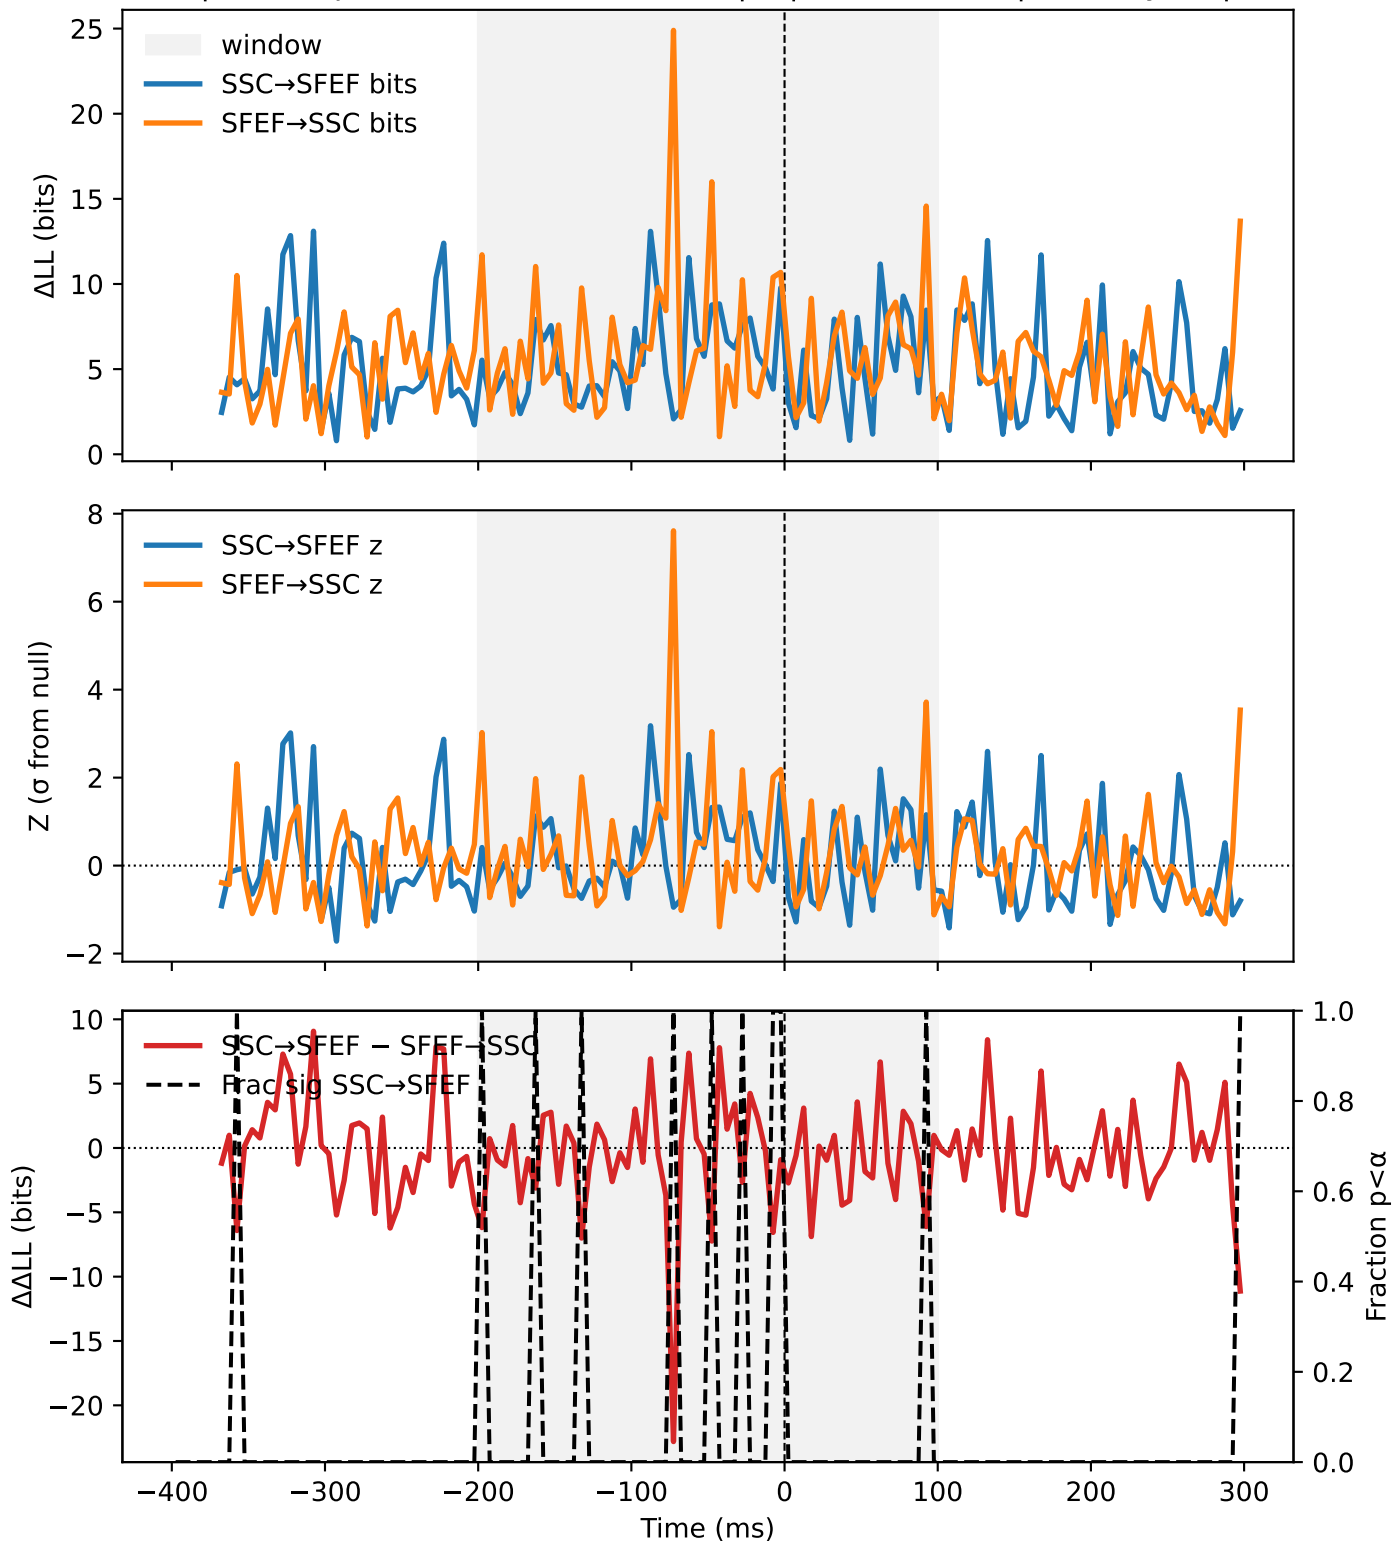 25
20
15
10
5
0
ΔLL (bits)
window
SSC→SFEF bits
SFEF→SSC bits
8
6
4
2
0
−2
Z (σ from null)
SSC→SFEF z
SFEF→SSC z
10
5
0
−5
−10
−15
−20
ΔΔLL (bits)
SSC→SFEF − SFEF→SSC
Frac sig SSC→SFEF
1.0
0.8
0.6
0.4
0.2
0.0
Fraction p<α
−400 −300 −200 −100 0 100 200 300
Time (ms)